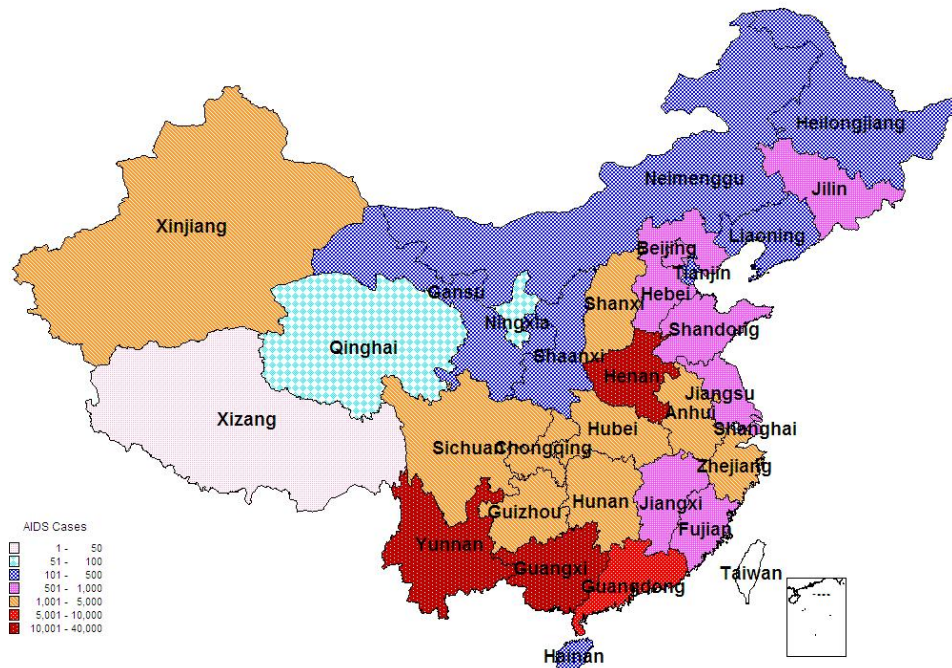 Heilongjiang
Neimenggu
Jilin
Xinjiang
Beijing
Liaoning
Tianjin
Gansu
Hebei
Shanxi
Ningxia
Shandong
Qinghai
Shaanxi
Henan
Jiangsu
Anhui
Xizang
Hubei
Shanghai
Sichuan
Chongqing
Zhejiang
Hunan
Jiangxi
Guizhou
Fujian
Yunnan
Guangxi
Taiwan
Guangdong
Hainan
AIDS Cases
1 - 50
51 - 100
101 - 500
501 - 1,000
1,001 - 5,000
5,001 - 10,000
10,001 - 40,000